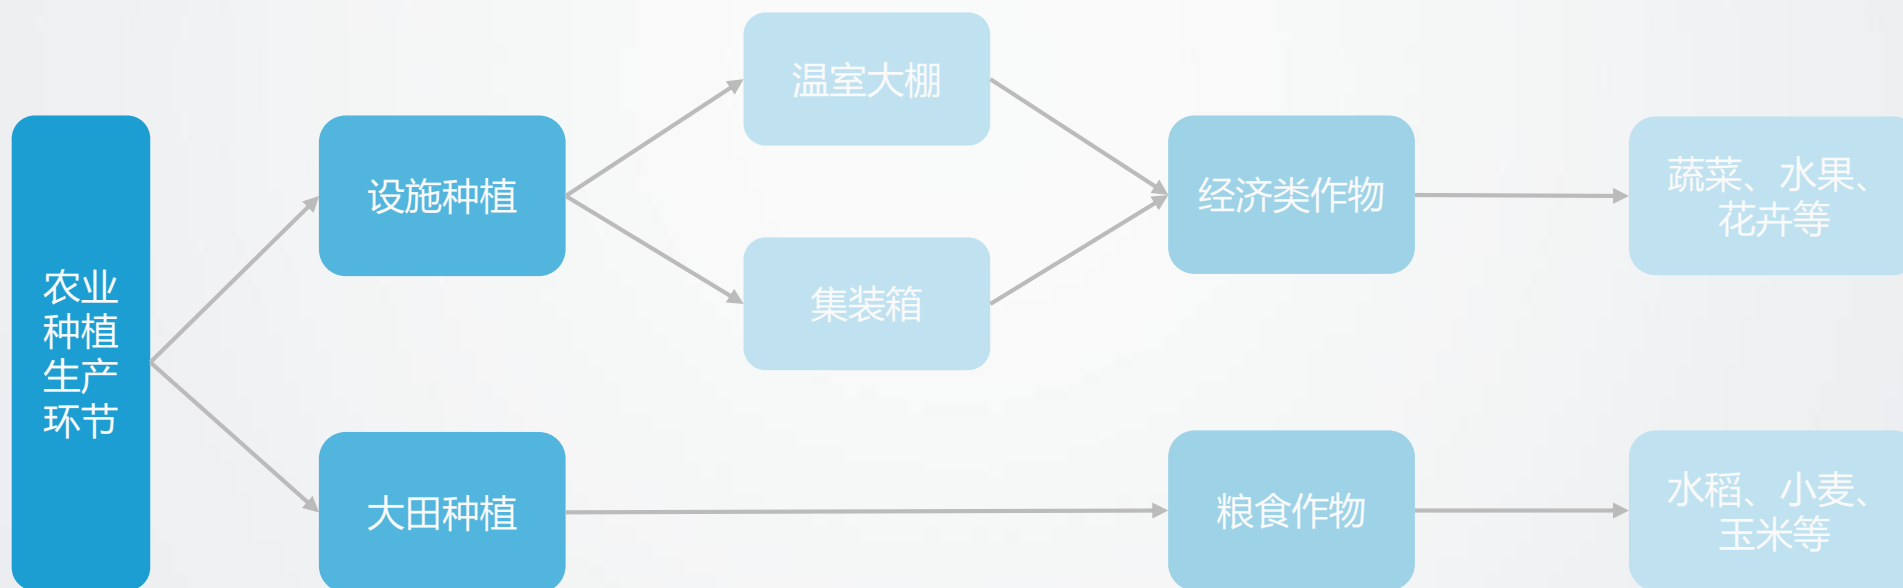 农业
种植
生产
环节
设施种植
大田种植
温室大棚
集装箱
经济类作物
粮食作物
蔬菜、水果、
花卉等
水稻、小麦、
玉米等